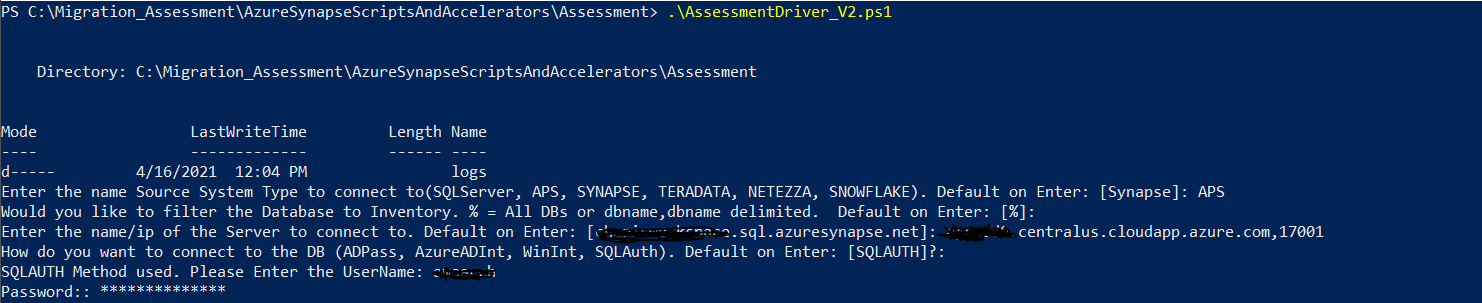 PS C:\Migration_Assessment\AzureSynapseScriptsAndAccelerators\Assessment> .\AssessmentDriver_V2.ps1
Directory: C:\Migration_Assessment\AzureSynapseScriptsAndAccelerators\Assessment
Mode LastWriteTime Length Name
---- ------------- ------ ----
d----- 4/16/2021 12:04 PM logs
Enter the name Source System Type to connect to(SQLServer, APS, SYNAPSE, TERADATA, NETEZZA, SNOWFLAKE). Default on Enter: [Synapse]: APS
Would you like to filter the Database to Inventory. % = All DBs or dbname,dbname delimited.  Default on Enter: [%]:
Enter the name/ip of the Server to connect to. Default on Enter: [.sql.azuresynapse.net]: centralus.cloudapp.azure.com,17001
How do you want to connect to the DB (ADPass, AzureADInt, WinInt, SQLAuth). Default on Enter: [SQLAUTH]?:
SQLAUTH Method used. Please Enter the UserName:
Password:: **************